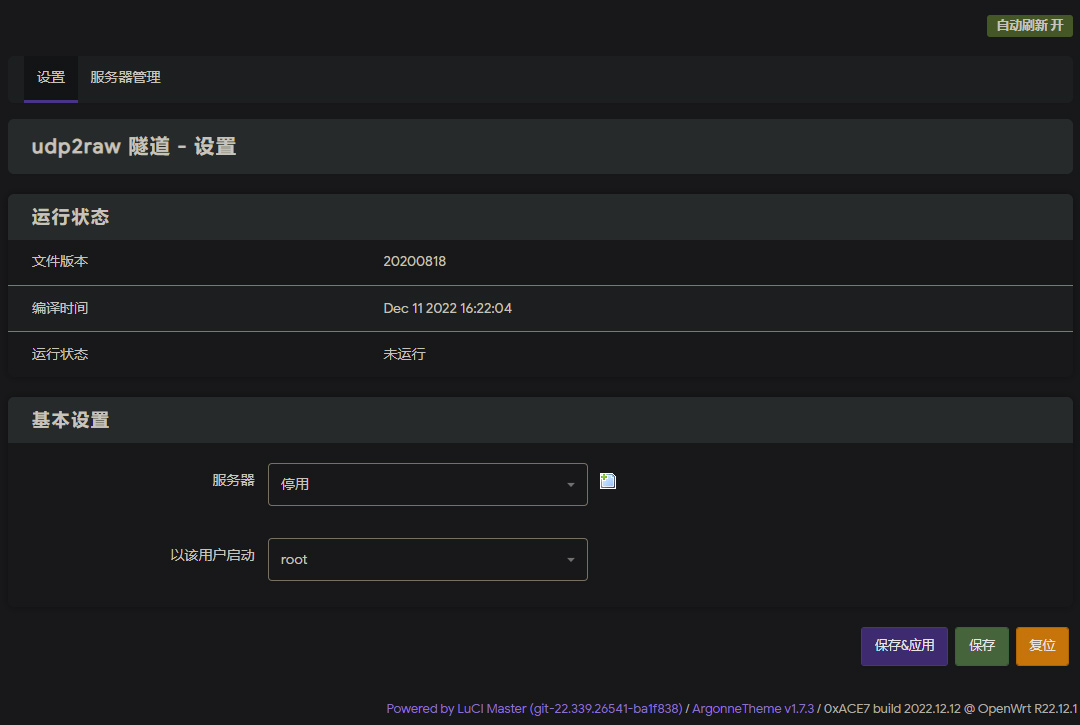 自动刷新 开
设置 服务器管理
udp2raw 隧道 - 设置
运行状态
文件版本 20200818
编译时间 Dec 11 2022 16:22:04
运行状态 未运行
基本设置
服务器 停用
以该用户启动 root
保存&应用 保存 复位
Powered by LuCI Master (git-22.339.26541-ba1f838) / ArgonneTheme v1.7.3 / 0xACE7 build 2022.12.12 @ OpenWrt R22.12.1